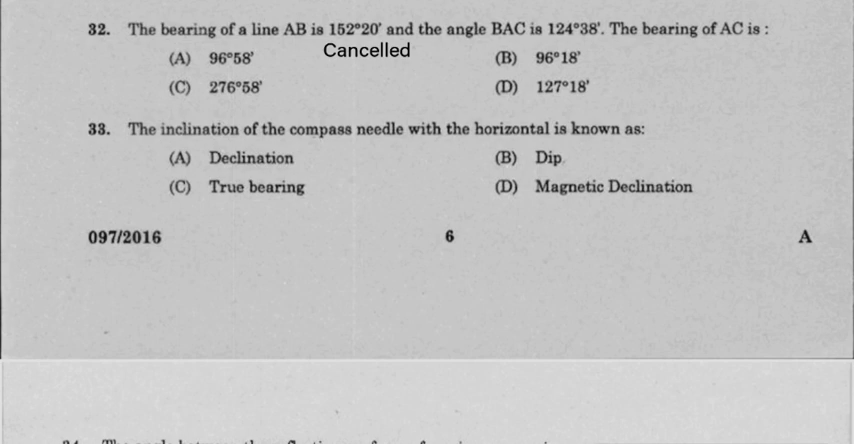 32. The bearing of a line AB is 152°20' and the angle BAC is 124°38'. The bearing of AC is :
Cancelled
(A) 96°58' (B) 96°18'
(C) 276°58' (D) 127°18'
33. The inclination of the compass needle with the horizontal is known as:
(A) Declination (B) Dip
(C) True bearing (D) Magnetic Declination
097/2016 6 A